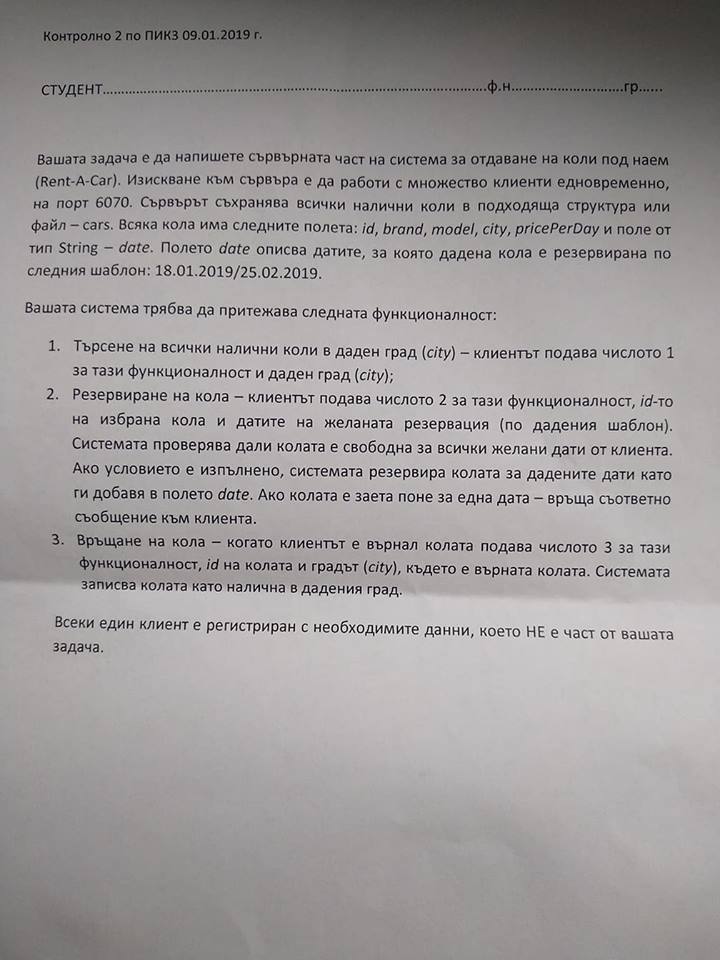 Контролно 2 по ПИКЗ 09.01.2019 г.
СТУДЕНТ.......................................................................................ф.н.............................гр......
Вашата задача е да напишете сървърната част на система за отдаване на коли под наем
(Rent-A-Car). Изискване към сървъра е да работи с множество клиенти едновременно,
на порт 6070. Сървърът съхранява всички налични коли в подходяща структура или
файл – cars. Всяка кола има следните полета: id, brand, model, city, pricePerDay и поле от
тип String – date. Полето date описва датите, за която дадена кола е резервирана по
следния шаблон: 18.01.2019/25.02.2019.
Вашата система трябва да притежава следната функционалност:
1. Търсене на всички налични коли в даден град (city) – клиентът подава числото 1
за тази функционалност и даден град (city);
2. Резервиране на кола – клиентът подава числото 2 за тази функционалност, id-то
на избрана кола и датите на желаната резервация (по дадения шаблон).
Системата проверява дали колата е свободна за всички желани дати от клиента.
Ако условието е изпълнено, системата резервира колата за дадените дати като
ги добавя в полето date. Ако колата е заета поне за една дата – връща съответно
съобщение към клиента.
3. Връщане на кола – когато клиентът е върнал колата подава числото 3 за тази
функционалност, id на колата и градът (city), където е върната колата. Системата
записва колата като налична в дадения град.
Всеки един клиент е регистриран с необходимите данни, което НЕ е част от вашата
задача.